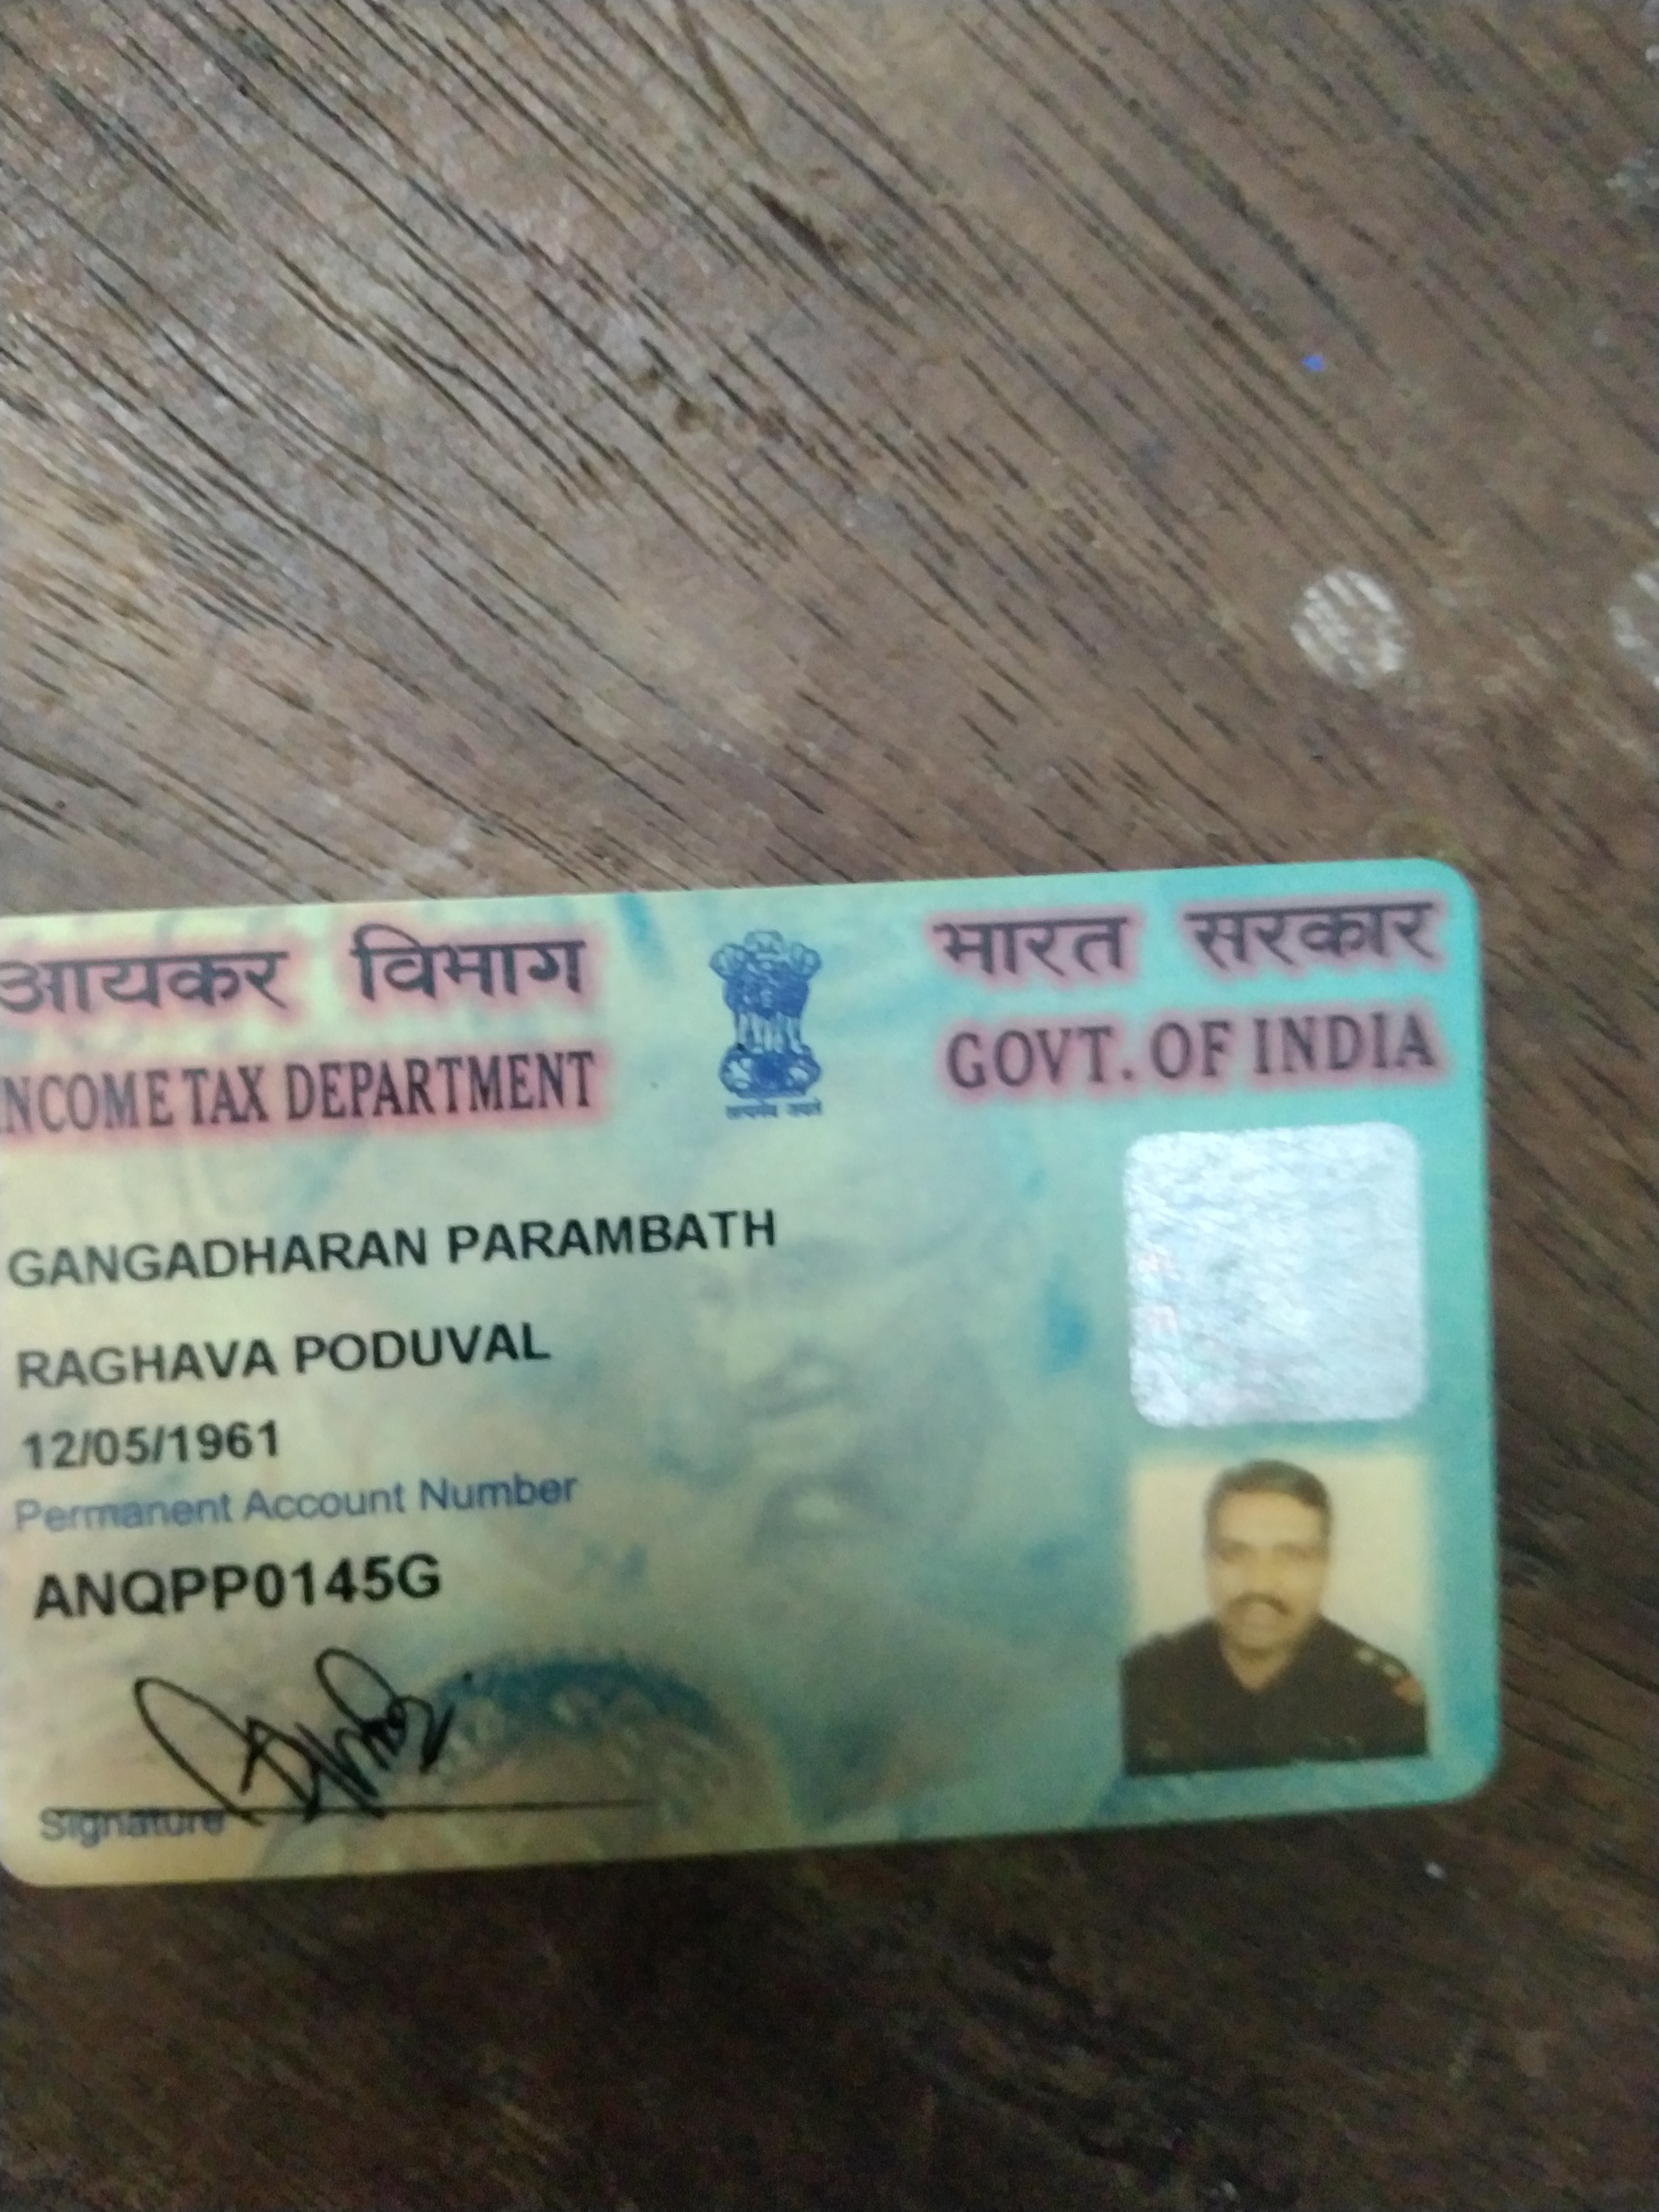 आयकर विभाग
भारत सरकार
NCOME TAX DEPARTMENT
GOVT. OF INDIA
सत्यमेव जयते
GANGADHARAN PARAMBATH
RAGHAVA PODUVAL
12/05/1961
Permanent Account Number
ANQPP0145G
Signature